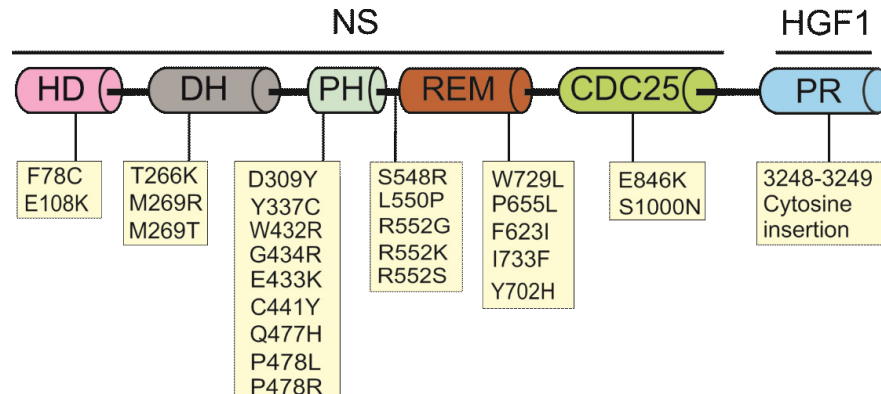 NS
HGF1
HD
DH
PH
REM
CDC25
PR
F78C
E108K
T266K
M269R
M269T
D309Y
Y337C
W432R
G434R
E433K
C441Y
Q477H
P478L
P478R
S548R
L550P
R552G
R552K
R552S
W729L
P655L
F623I
I733F
Y702H
E846K
S1000N
3248-3249
Cytosine
insertion